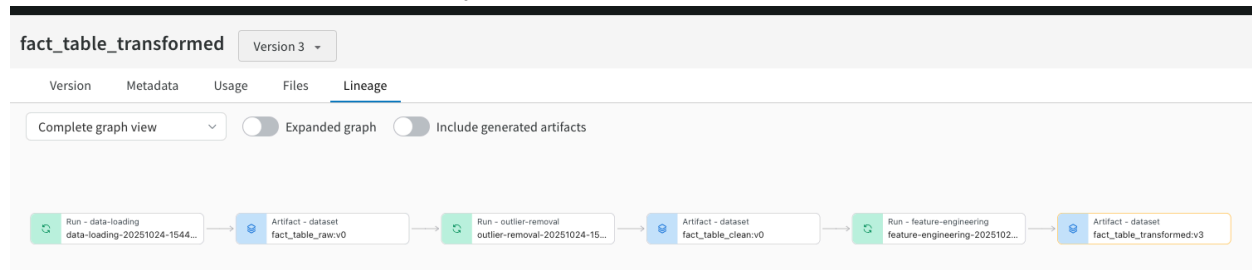 fact_table_transformed
Version 3
Version Metadata Usage Files Lineage
Complete graph view Expanded graph Include generated artifacts
Run - data-loading
data-loading-20251024-1544...
Artifact - dataset
fact_table_raw:v0
Run - outlier-removal
outlier-removal-20251024-15...
Artifact - dataset
fact_table_clean:v0
Run - feature-engineering
feature-engineering-2025102...
Artifact - dataset
fact_table_transformed:v3